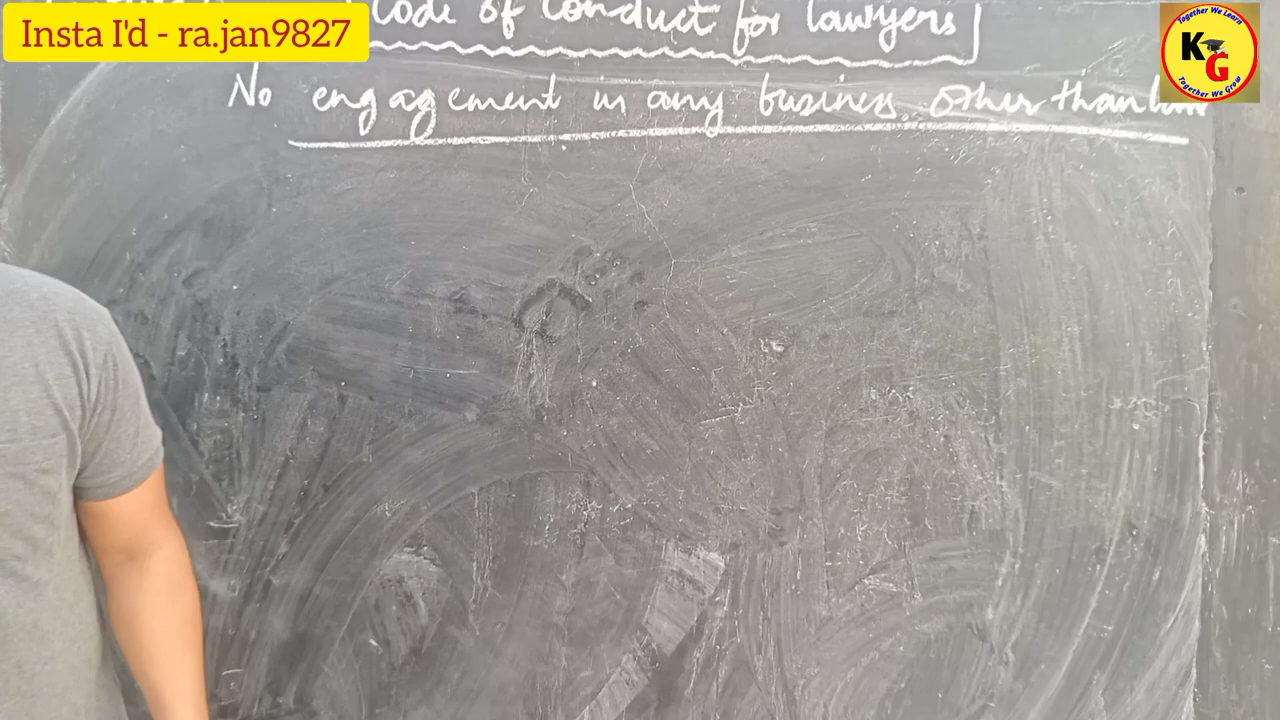 Insta I'd - ra.jan9827
Code of Conduct for lawyers
No engagement in any business other than law
Together We Learn
KG
Together We Grow